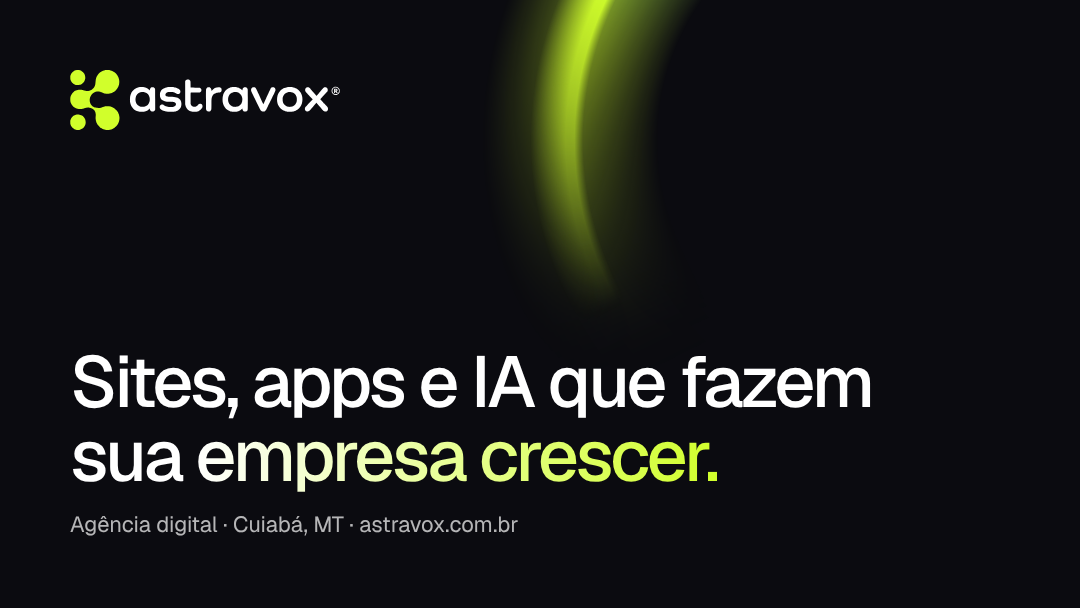 astravox®
Sites, apps e IA que fazem
sua empresa crescer.
Agência digital · Cuiabá, MT · astravox.com.br